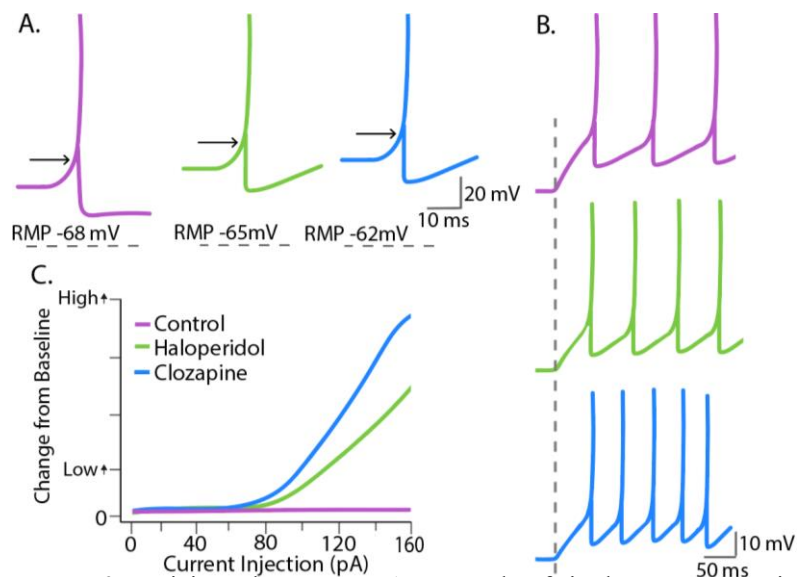 A.
B.
20 mV
10 ms
RMP -68 mV
RMP -65mV
RMP -62mV
C.
High
Control
Haloperidol
Clozapine
Change from Baseline
Low
0
0 40 80 120 160
Current Injection (pA)
10 mV
50 ms